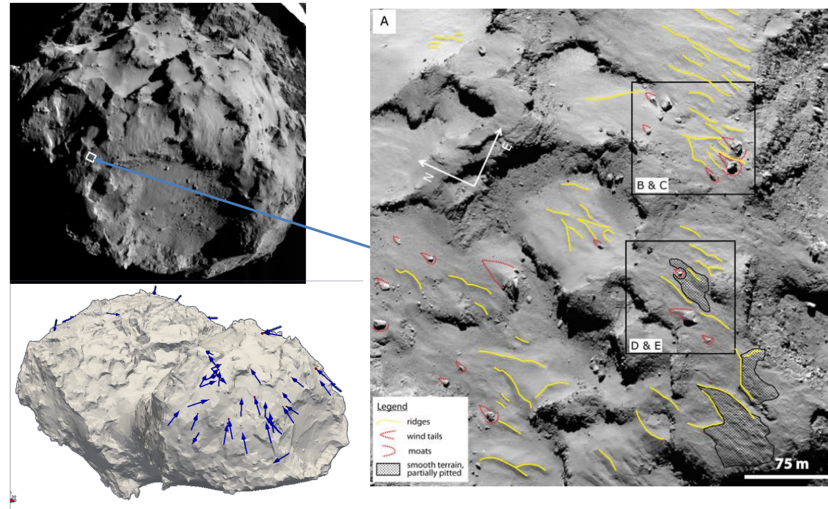 A
N
E
B & C
D & E
Legend
ridges
wind tails
moats
smooth terrain,
partially pitted
75 m